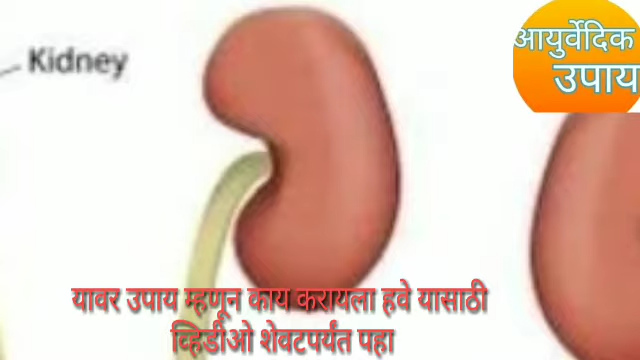 आयुर्वेदिक
उपाय
Kidney
यावर उपाय म्हणून काय करायला हवे यासाठी
व्हिडीओ शेवटपर्यंत पहा